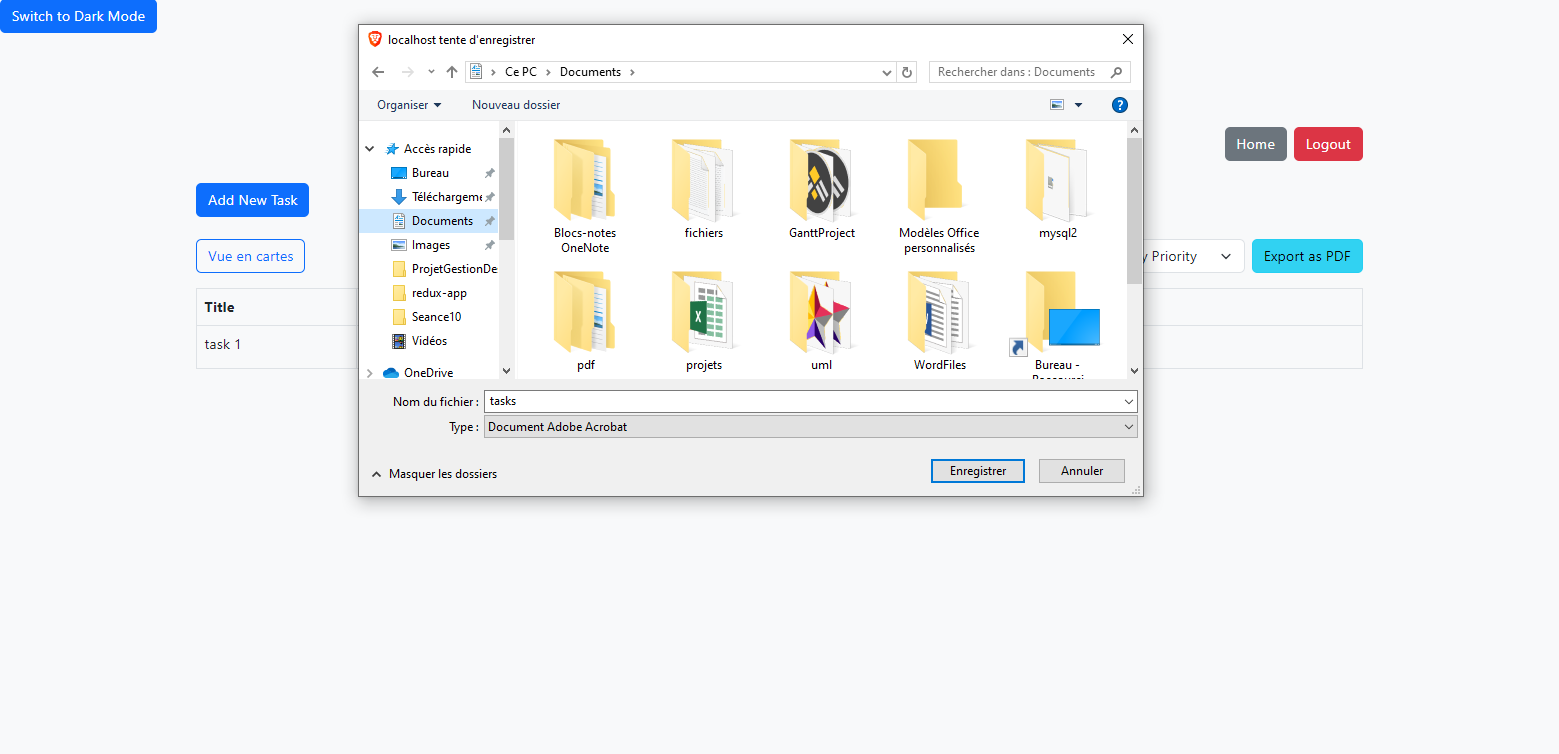 Switch to Dark Mode
localhost tente d'enregistrer
Ce PC
Documents
Rechercher dans : Documents
Organiser
Nouveau dossier
?
Accès rapide
Bureau
Téléchargeme
Documents
Images
ProjetGestionDe
redux-app
Seance10
Vidéos
OneDrive
Blocs-notes
OneNote
fichiers
GanttProject
Modèles Office
personnalisés
mysql2
pdf
projets
uml
WordFiles
Bureau -
Nom du fichier :
tasks
Type :
Document Adobe Acrobat
Masquer les dossiers
Enregistrer
Annuler
Home
Logout
Add New Task
Vue en cartes
y Priority
Export as PDF
Title
task 1